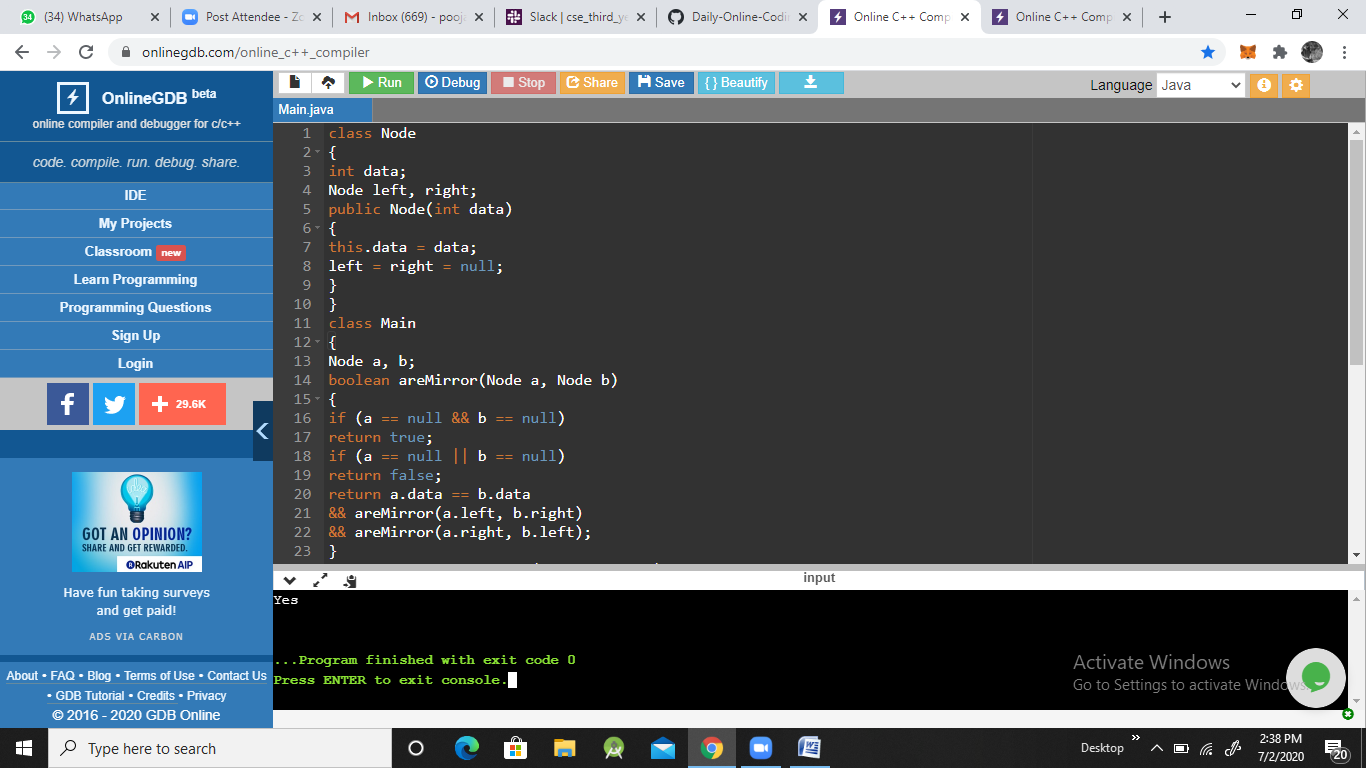 (34) WhatsApp
Post Attendee - Zo
Inbox (669) - pooja
Slack | cse_third_ye
Daily-Online-Codin
Online C++ Comp
Online C++ Comp
onlinegdb.com/online_c++_compiler
OnlineGDB beta
online compiler and debugger for c/c++
code. compile. run. debug. share.
IDE
My Projects
Classroom new
Learn Programming
Programming Questions
Sign Up
Login
29.6K
GOT AN OPINION?
SHARE AND GET REWARDED.
Rakuten AIP
Have fun taking surveys
and get paid!
ADS VIA CARBON
About • FAQ • Blog • Terms of Use • Contact Us
• GDB Tutorial • Credits • Privacy
© 2016 - 2020 GDB Online
Run Debug Stop Share Save { } Beautify
Language Java
Main.java
1 class Node
2 {
3 int data;
4 Node left, right;
5 public Node(int data)
6 {
7 this.data = data;
8 left = right = null;
9 }
10 }
11 class Main
12 {
13 Node a, b;
14 boolean areMirror(Node a, Node b)
15 {
16 if (a == null && b == null)
17 return true;
18 if (a == null || b == null)
19 return false;
20 return a.data == b.data
21 && areMirror(a.left, b.right)
22 && areMirror(a.right, b.left);
23 }
input
Yes
...Program finished with exit code 0
Press ENTER to exit console.
Activate Windows
Go to Settings to activate Windows.
Type here to search
Desktop
2:38 PM
7/2/2020
20